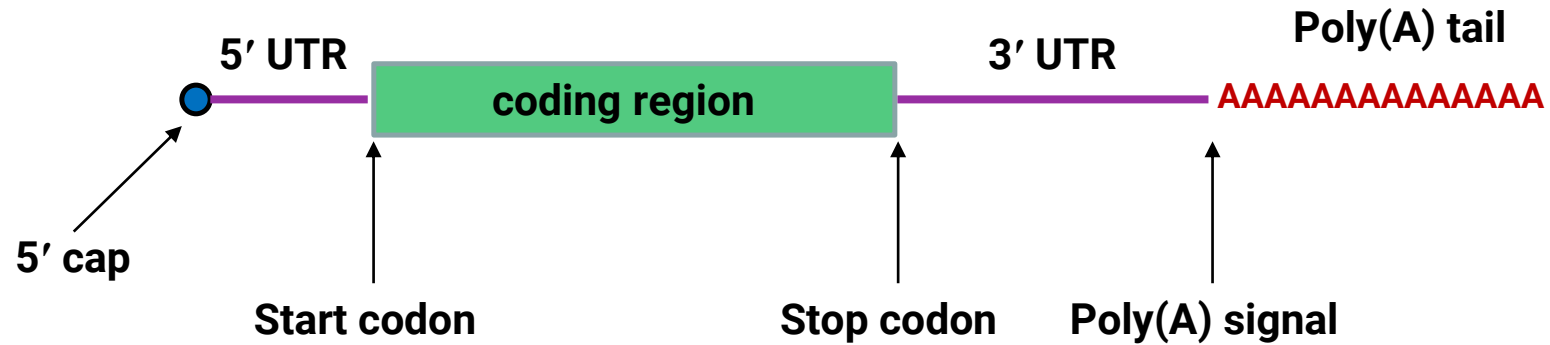 Poly(A) tail
5′ UTR
3′ UTR
coding region
AAAAAAAAAAAAAA
5′ cap
Start codon
Stop codon
Poly(A) signal